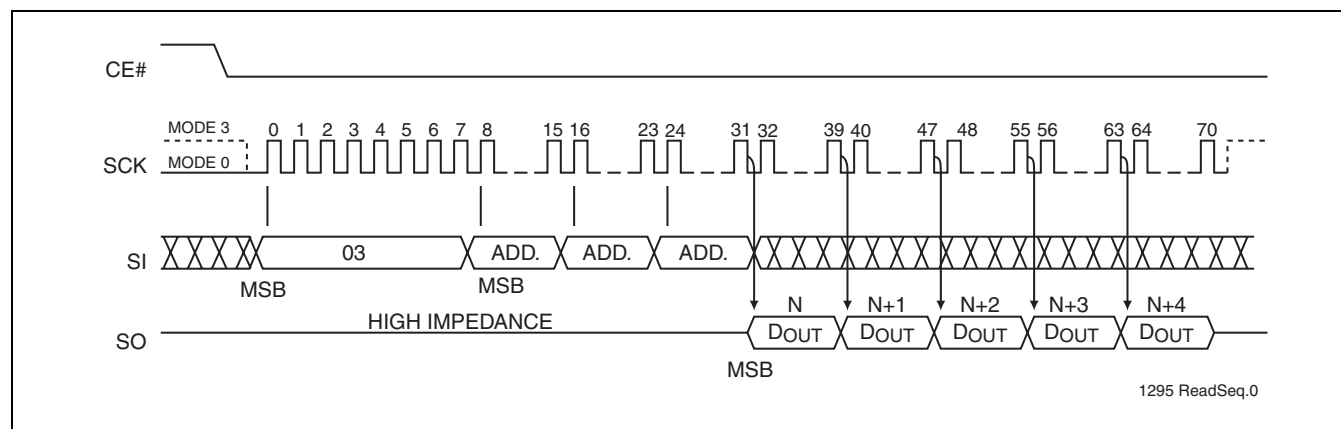 CE#
MODE 3
0 1 2 3 4 5 6 7 8 15 16 23 24 31 32 39 40 47 48 55 56 63 64 70
SCK
MODE 0
SI
03 ADD. ADD. ADD.
MSB MSB
N N+1 N+2 N+3 N+4
HIGH IMPEDANCE
SO
DOUT DOUT DOUT DOUT DOUT
MSB
1295 ReadSeq.0